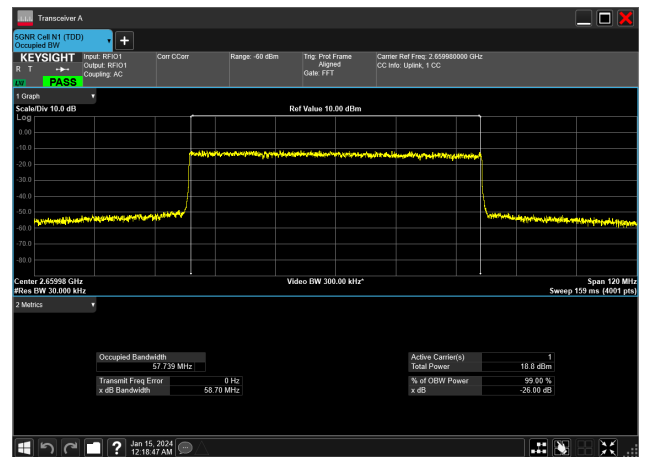 Transceiver A
5GNR Cell N1 (TDD)
Occupied BW
KEYSIGHT
R T
LXI
PASS
Input: RFIO1
Output: RFIO1
Coupling: AC
Corr CCorr
Range: -60 dBm
Trig: Prot Frame
Aligned
Gate: FFT
Carrier Ref Freq: 2.659980000 GHz
CC Info: Uplink, 1 CC
1 Graph
Scale/Div 10.0 dB
Ref Value 10.00 dBm
Log
0.00
-10.0
-20.0
-30.0
-40.0
-50.0
-60.0
-70.0
-80.0
Center 2.65998 GHz
Video BW 300.00 kHz*
Span 120 MHz
#Res BW 30.000 kHz
Sweep 159 ms (4001 pts)
2 Metrics
Occupied Bandwidth
57.739 MHz
Transmit Freq Error 0 Hz
x dB Bandwidth 58.70 MHz
Active Carrier(s) 1
Total Power 18.8 dBm
% of OBW Power 99.00 %
x dB -26.00 dB
Jan 15, 2024
12:18:47 AM